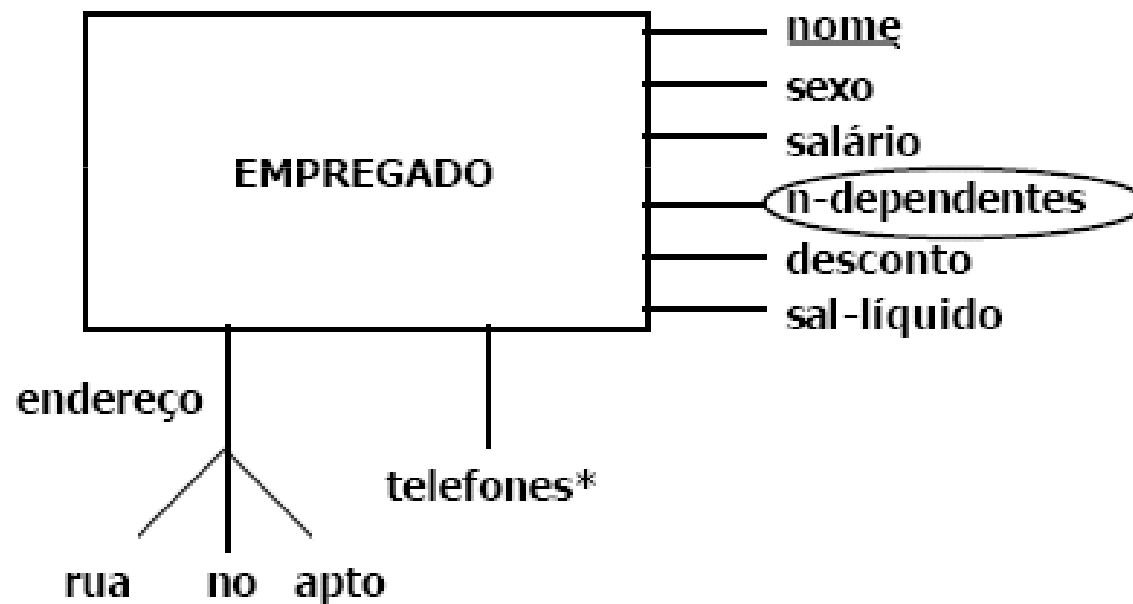 nome
sexo
salário
EMPREGADO
n-dependentes
desconto
sal-líquido
endereço
telefones*
rua no apto